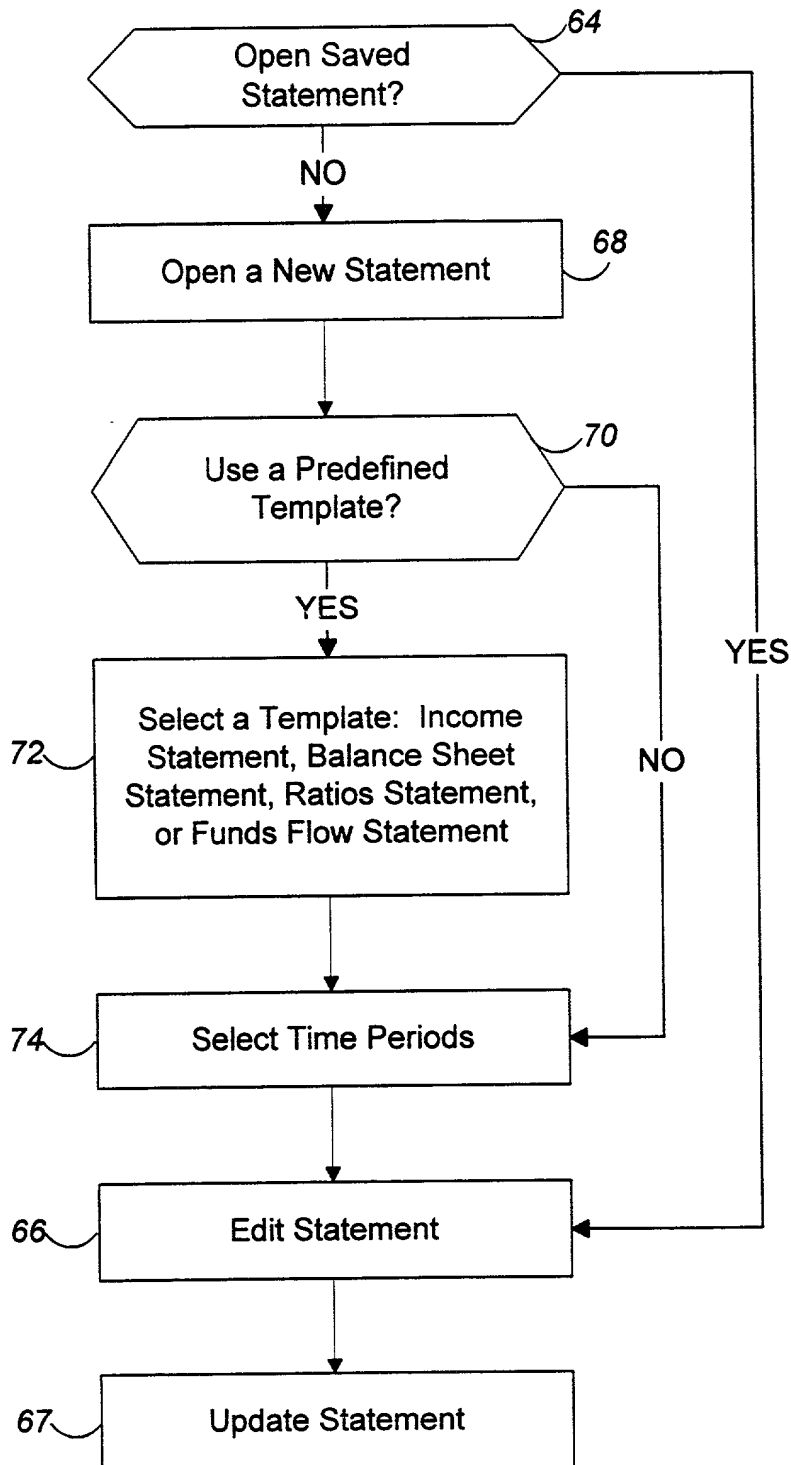 64
Open Saved
Statement?
NO
68
Open a New Statement
70
Use a Predefined
Template?
YES
YES
72
Select a Template: Income
Statement, Balance Sheet
Statement, Ratios Statement,
or Funds Flow Statement
NO
74
Select Time Periods
66
Edit Statement
67
Update Statement